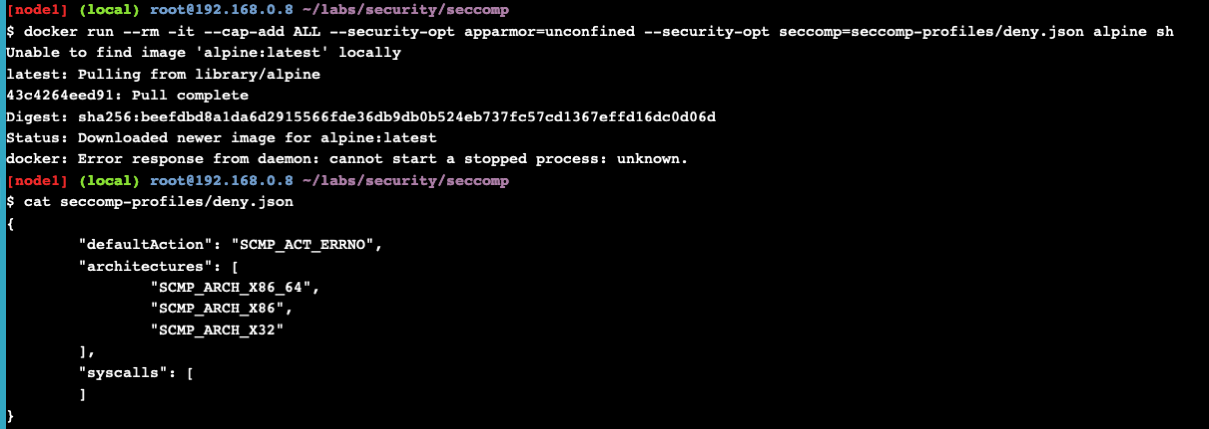 [node1] (local) root@192.168.0.8 ~/labs/security/seccomp
$ docker run --rm -it --cap-add ALL --security-opt apparmor=unconfined --security-opt seccomp=seccomp-profiles/deny.json alpine sh
Unable to find image 'alpine:latest' locally
latest: Pulling from library/alpine
43c4264eed91: Pull complete
Digest: sha256:beefdbd8a1da6d2915566fde36db9db0b524eb737fc57cd1367effd16dc0d06d
Status: Downloaded newer image for alpine:latest
docker: Error response from daemon: cannot start a stopped process: unknown.
[node1] (local) root@192.168.0.8 ~/labs/security/seccomp
$ cat seccomp-profiles/deny.json
{
        "defaultAction": "SCMP_ACT_ERRNO",
        "architectures": [
                "SCMP_ARCH_X86_64",
                "SCMP_ARCH_X86",
                "SCMP_ARCH_X32"
        ],
        "syscalls": [
        ]
}